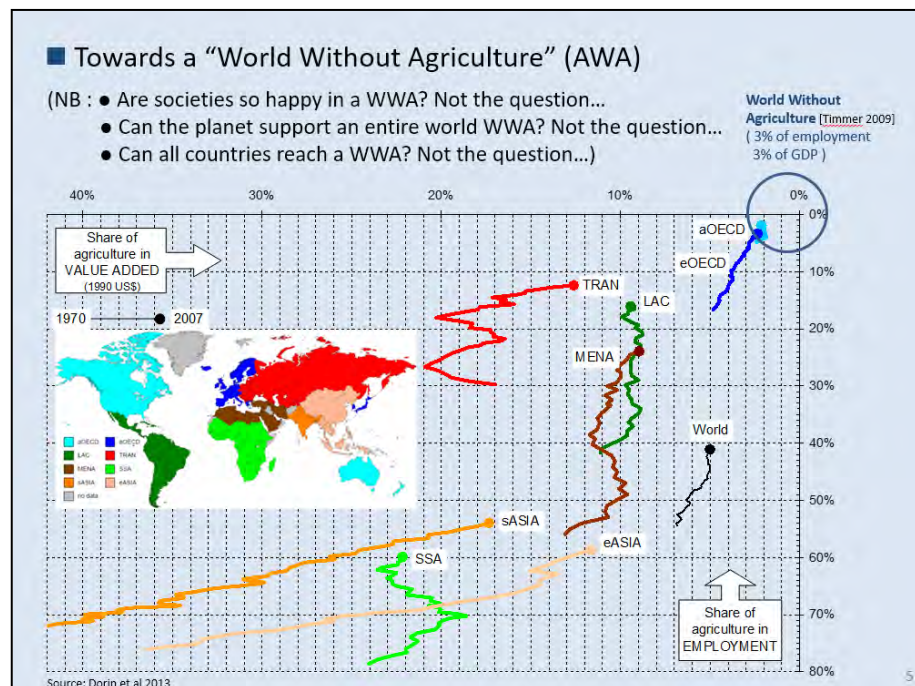 Towards a “World Without Agriculture” (AWA)
(NB : ● Are societies so happy in a WWA? Not the question...
● Can the planet support an entire world WWA? Not the question...
● Can all countries reach a WWA? Not the question...)
World Without
Agriculture [Timmer 2009]
( 3% of employment
3% of GDP )
40% 30% 20% 10% 0%
0%
Share of
agriculture in
VALUE ADDED
(1990 US$)
aOECD
eOECD
10%
TRAN
LAC
1970 2007
20%
MENA
30%
World
40%
aOECD aOECD
LAC TRAN
MENA SSA
sASIA eASIA
no data
50%
sASIA
eASIA
SSA
60%
Share of
agriculture in
EMPLOYMENT
70%
80%
Source: Dorin et al 2013
5